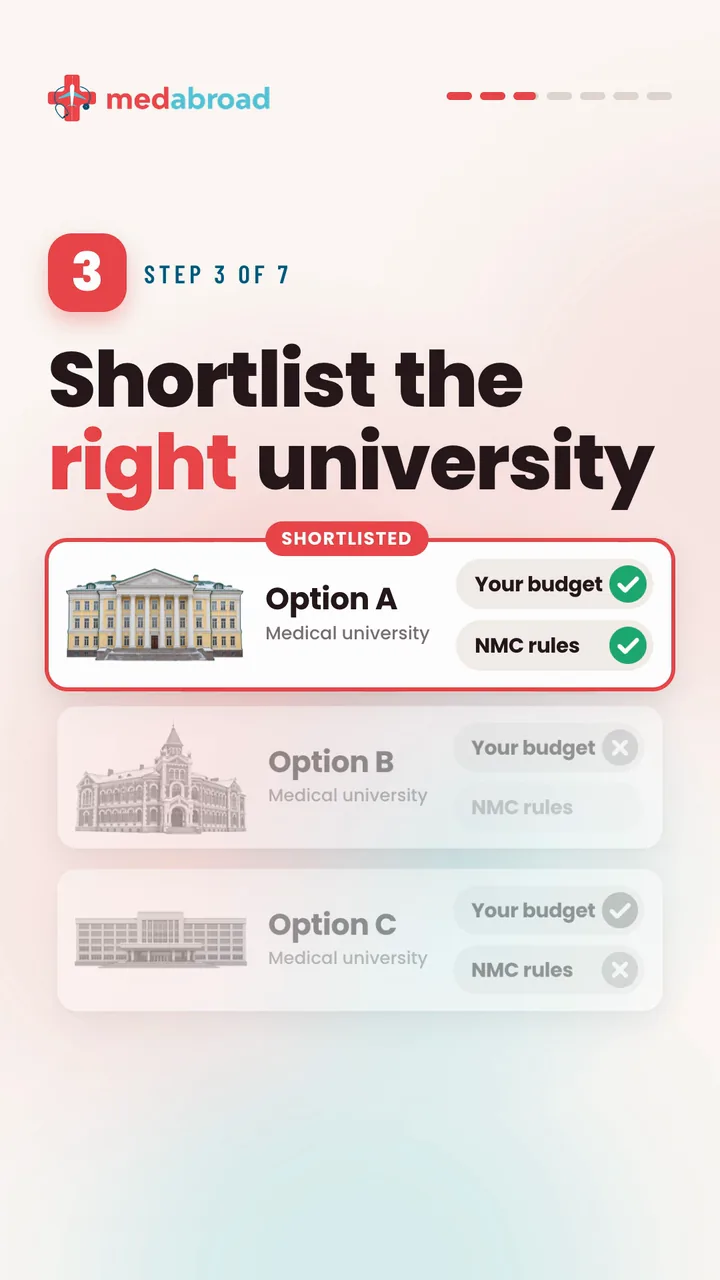 medabroad
3
STEP 3 OF 7
Shortlist the
right university
SHORTLISTED
Option A
Medical university
Your budget
NMC rules
Option B
Medical university
Your budget
NMC rules
Option C
Medical university
Your budget
NMC rules